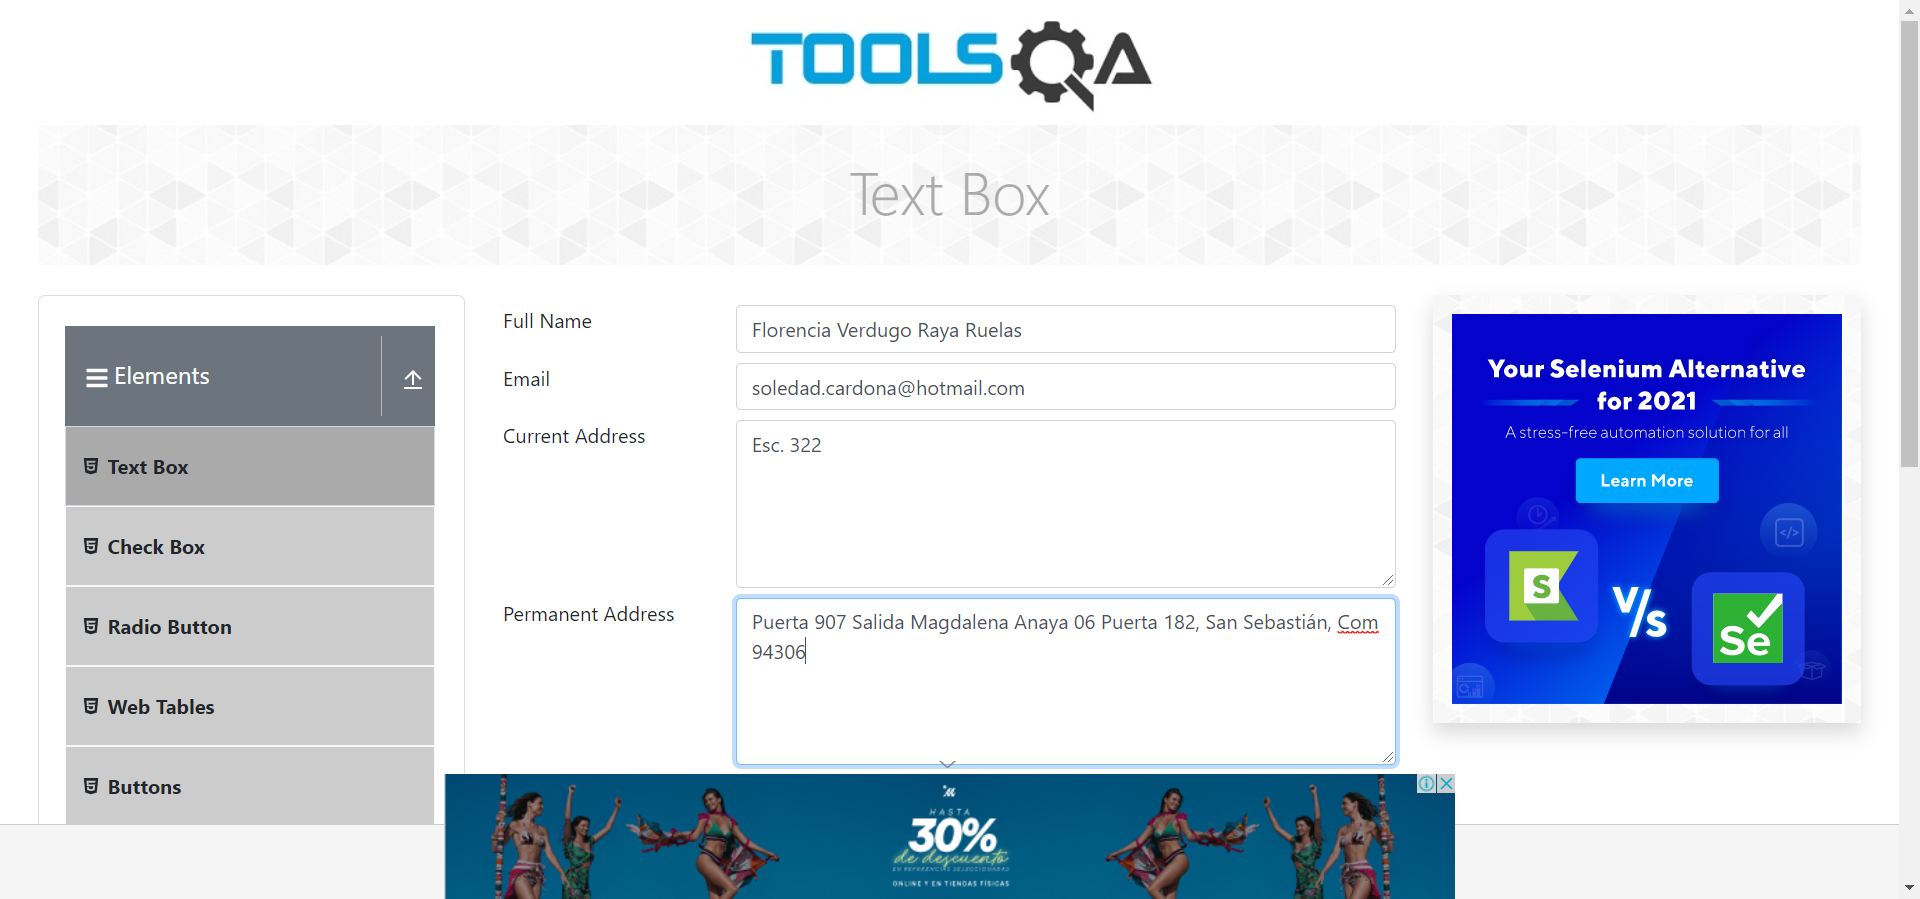 TOOLSQA
Text Box
Elements
Text Box
Check Box
Radio Button
Web Tables
Buttons
Full Name
Florencia Verdugo Raya Ruelas
Email
soledad.cardona@hotmail.com
Current Address
Esc. 322
Permanent Address
Puerta 907 Salida Magdalena Anaya 06 Puerta 182, San Sebastián, Com
94306
Your Selenium Alternative
for 2021
A stress-free automation solution for all
Learn More
S
V/s
Se
HASTA
30%
de descuento
EN REFERENCIAS SELECCIONADAS
ONLINE Y EN TIENDAS FÍSICAS